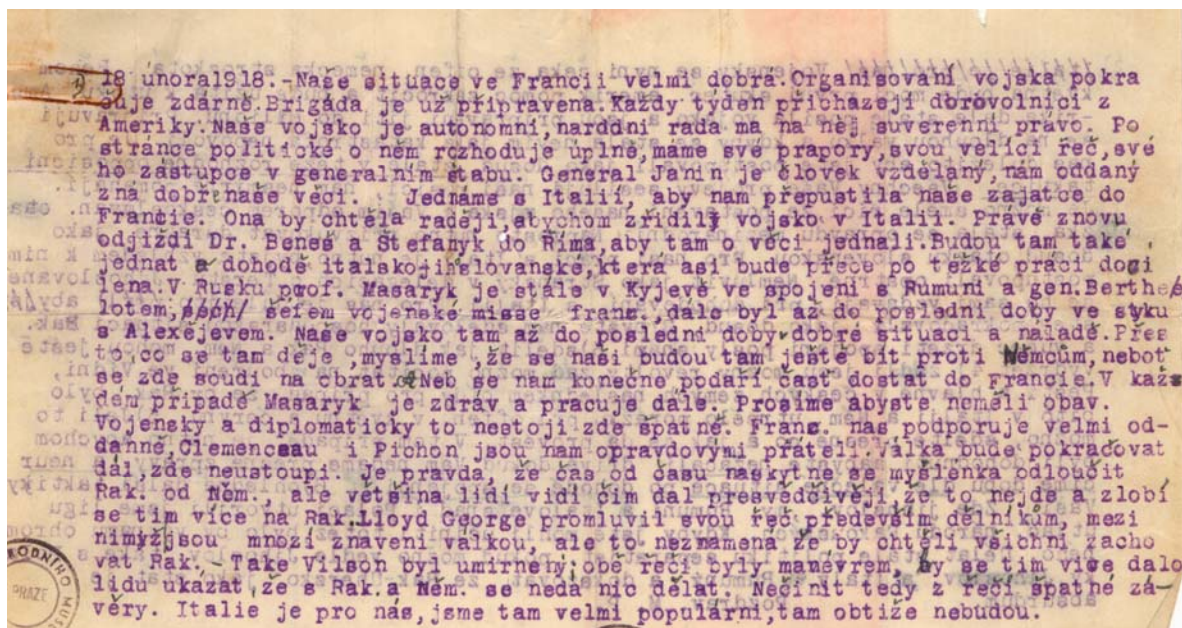 18 února1918.-Naše situace ve Francii velmi dobrá.Organisování vojska pokra
čuje zdárně.Brigáda je už připravena.Každý týden přicházejí dobrovolníci z
Ameriky.Naše vojsko je autonomní,národní rada má na něj suverenní právo. Po
stránce politické o něm rozhoduje úplně,máme své prapory,svou velící řeč,své
ho zástupce v generalním štabu. General Janin je člověk vzdělaný,nám oddaný
zná dobře naše věci. Jednáme s Italií, aby nám přepustila naše zajatce do
Francie. Ona by chtěla raději, abychom zřídily vojsko v Italii. Právě znovu
odjíždí Dr. Beneš a Štefanyk do Říma,aby tam o věci jednali.Budou tam také
jednat o dohodě italsko-jihslovanské,která asi bude přece po těžké práci docí
jena.V Rusku prof. Masaryk je stále v Kyjevě ve spojení s Rumuni a gen.Berthe
lotem, šéfem vojenské misse franc.,dále byl až do poslední doby ve styku
s Alexějevem. Naše vojsko tam až do poslední doby v dobré situaci a náladě.Přes
to,co se tam děje,myslíme ,že se naši budou tam ještě bít proti Němcům,neboť
se zde soudí na obrat. Neb se nám konečně podaří část dostat do Francie.V kaž
dém případě Masaryk je zdráv a pracuje dále. Prosíme abyste neměli obav.
Vojensky a diplomaticky to nestojí zde špatně. Franc. nás podporuje velmi od-
daně,Clemenceau i Pichon jsou nám opravdovými přáteli.Válka bude pokračovat
dál,zde neustoupí. Je pravda, že čas od času naskytne se myšlenka odloučit
Rak. od Něm., ale většina lidí vidí čím dál přesvědčivěji,že to nejde a zlobí
se tím více na Rak.Lloyd George promluvil svou řeč především dělníkům, mezi
nimiž jsou mnozí znaveni válkou, ale to neznamená že by chtěli všichni zacho
vat Rak. Také Vilson byl umírněný,obě řeči byly manévrem, by se tím více dalo
lidu ukázat,že s Rak.a Něm. se nedá nic dělat. Nečinit tedy z řečí špatné zá-
věry. Italie je pro nás,jsme tam velmi populární,tam obtíže nebudou.